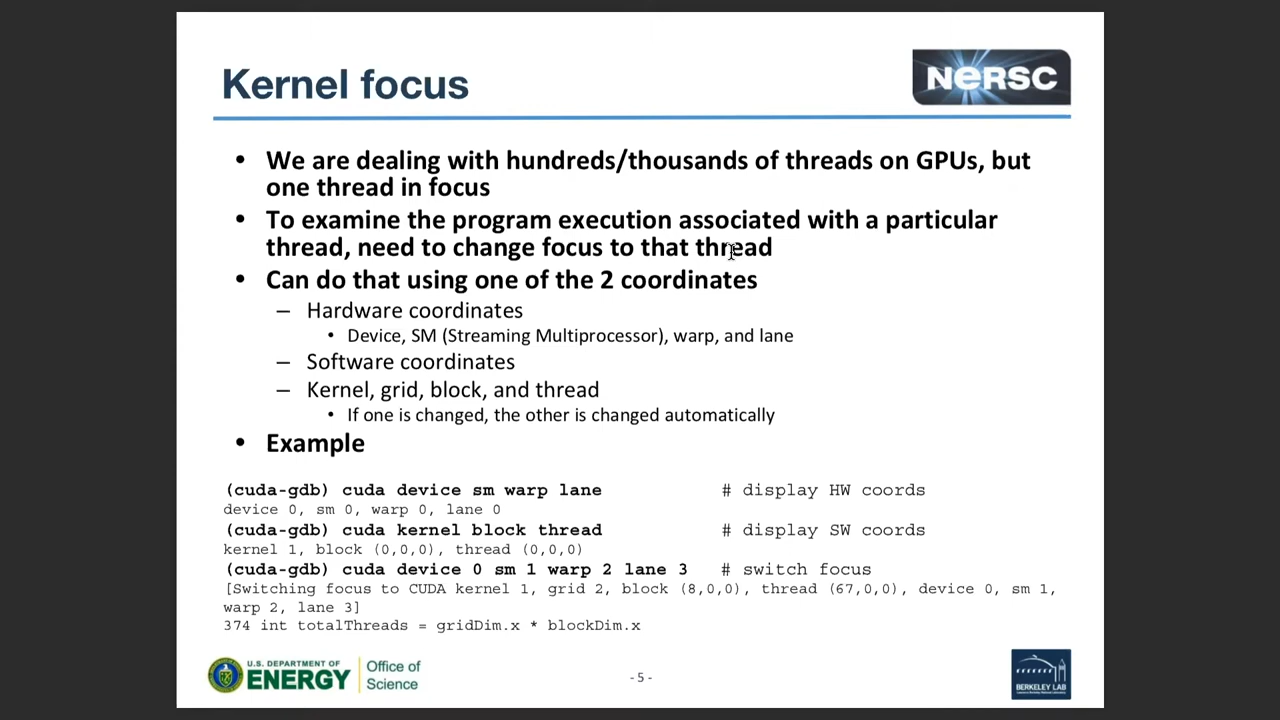 Kernel focus
NERSC
• We are dealing with hundreds/thousands of threads on GPUs, but
one thread in focus
• To examine the program execution associated with a particular
thread, need to change focus to that thread
• Can do that using one of the 2 coordinates
– Hardware coordinates
• Device, SM (Streaming Multiprocessor), warp, and lane
– Software coordinates
– Kernel, grid, block, and thread
• If one is changed, the other is changed automatically
• Example
(cuda-gdb) cuda device sm warp lane # display HW coords
device 0, sm 0, warp 0, lane 0
(cuda-gdb) cuda kernel block thread # display SW coords
kernel 1, block (0,0,0), thread (0,0,0)
(cuda-gdb) cuda device 0 sm 1 warp 2 lane 3 # switch focus
[Switching focus to CUDA kernel 1, grid 2, block (8,0,0), thread (67,0,0), device 0, sm 1,
warp 2, lane 3]
374 int totalThreads = gridDim.x * blockDim.x
U.S. DEPARTMENT OF
ENERGY
Office of
Science
- 5 -
BERKELEY LAB